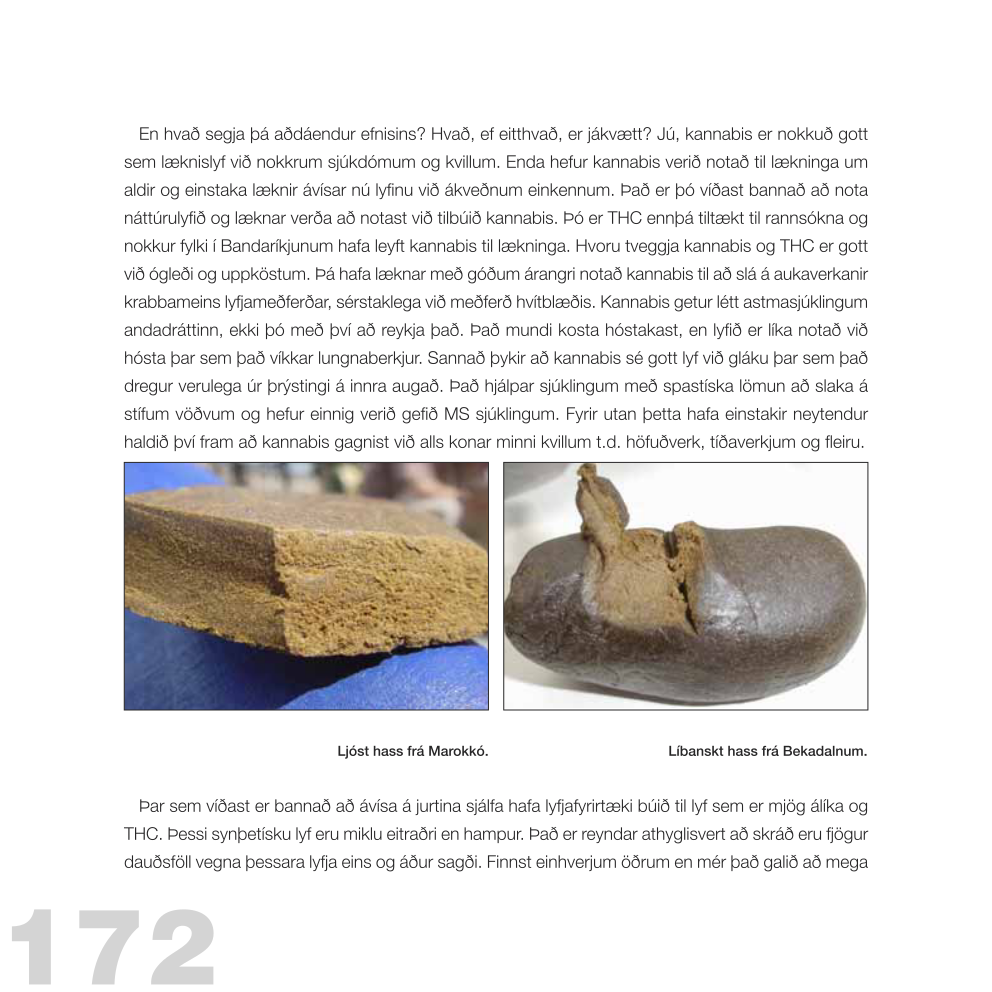 En hvað segja þá aðdáendur efnisins? Hvað, ef eitthvað, er jákvætt? Jú, kannabis er nokkuð gott
sem læknislyf við nokkrum sjúkdómum og kvillum. Enda hefur kannabis verið notað til lækninga um
aldir og einstaka læknir ávísar nú lyfinu við ákveðnum einkennum. Það er þó víðast bannað að nota
náttúrulyfið og læknar verða að notast við tilbúið kannabis. Þó er THC ennþá tiltækt til rannsókna og
nokkur fylki í Bandaríkjunum hafa leyft kannabis til lækninga. Hvoru tveggja kannabis og THC er gott
við ógleði og uppköstum. Þá hafa læknar með góðum árangri notað kannabis til að slá á aukaverkanir
krabbameins lyfjameðferðar, sérstaklega við meðferð hvítblæðis. Kannabis getur létt astmasjúklingum
andadráttinn, ekki þó með því að reykja það. Það mundi kosta hóstakast, en lyfið er líka notað við
hósta þar sem það víkkar lungnaberkjur. Sannað þykir að kannabis sé gott lyf við gláku þar sem það
dregur verulega úr þrýstingi á innra augað. Það hjálpar sjúklingum með spastíska lömun að slaka á
stífum vöðvum og hefur einnig verið gefið MS sjúklingum. Fyrir utan þetta hafa einstakir neytendur
haldið því fram að kannabis gagnist við alls konar minni kvillum t.d. höfuðverk, tíðaverkjum og fleiru.
Ljóst hass frá Marokkó.
Líbanskt hass frá Bekadalnum.
Þar sem víðast er bannað að ávísa á jurtina sjálfa hafa lyfjafyrirtæki búið til lyf sem er mjög álíka og
THC. Þessi synþetísku lyf eru miklu eitraðri en hampur. Það er reyndar athyglisvert að skráð eru fjögur
dauðsföll vegna þessara lyfja eins og áður sagði. Finnst einhverjum öðrum en mér það galið að mega
172